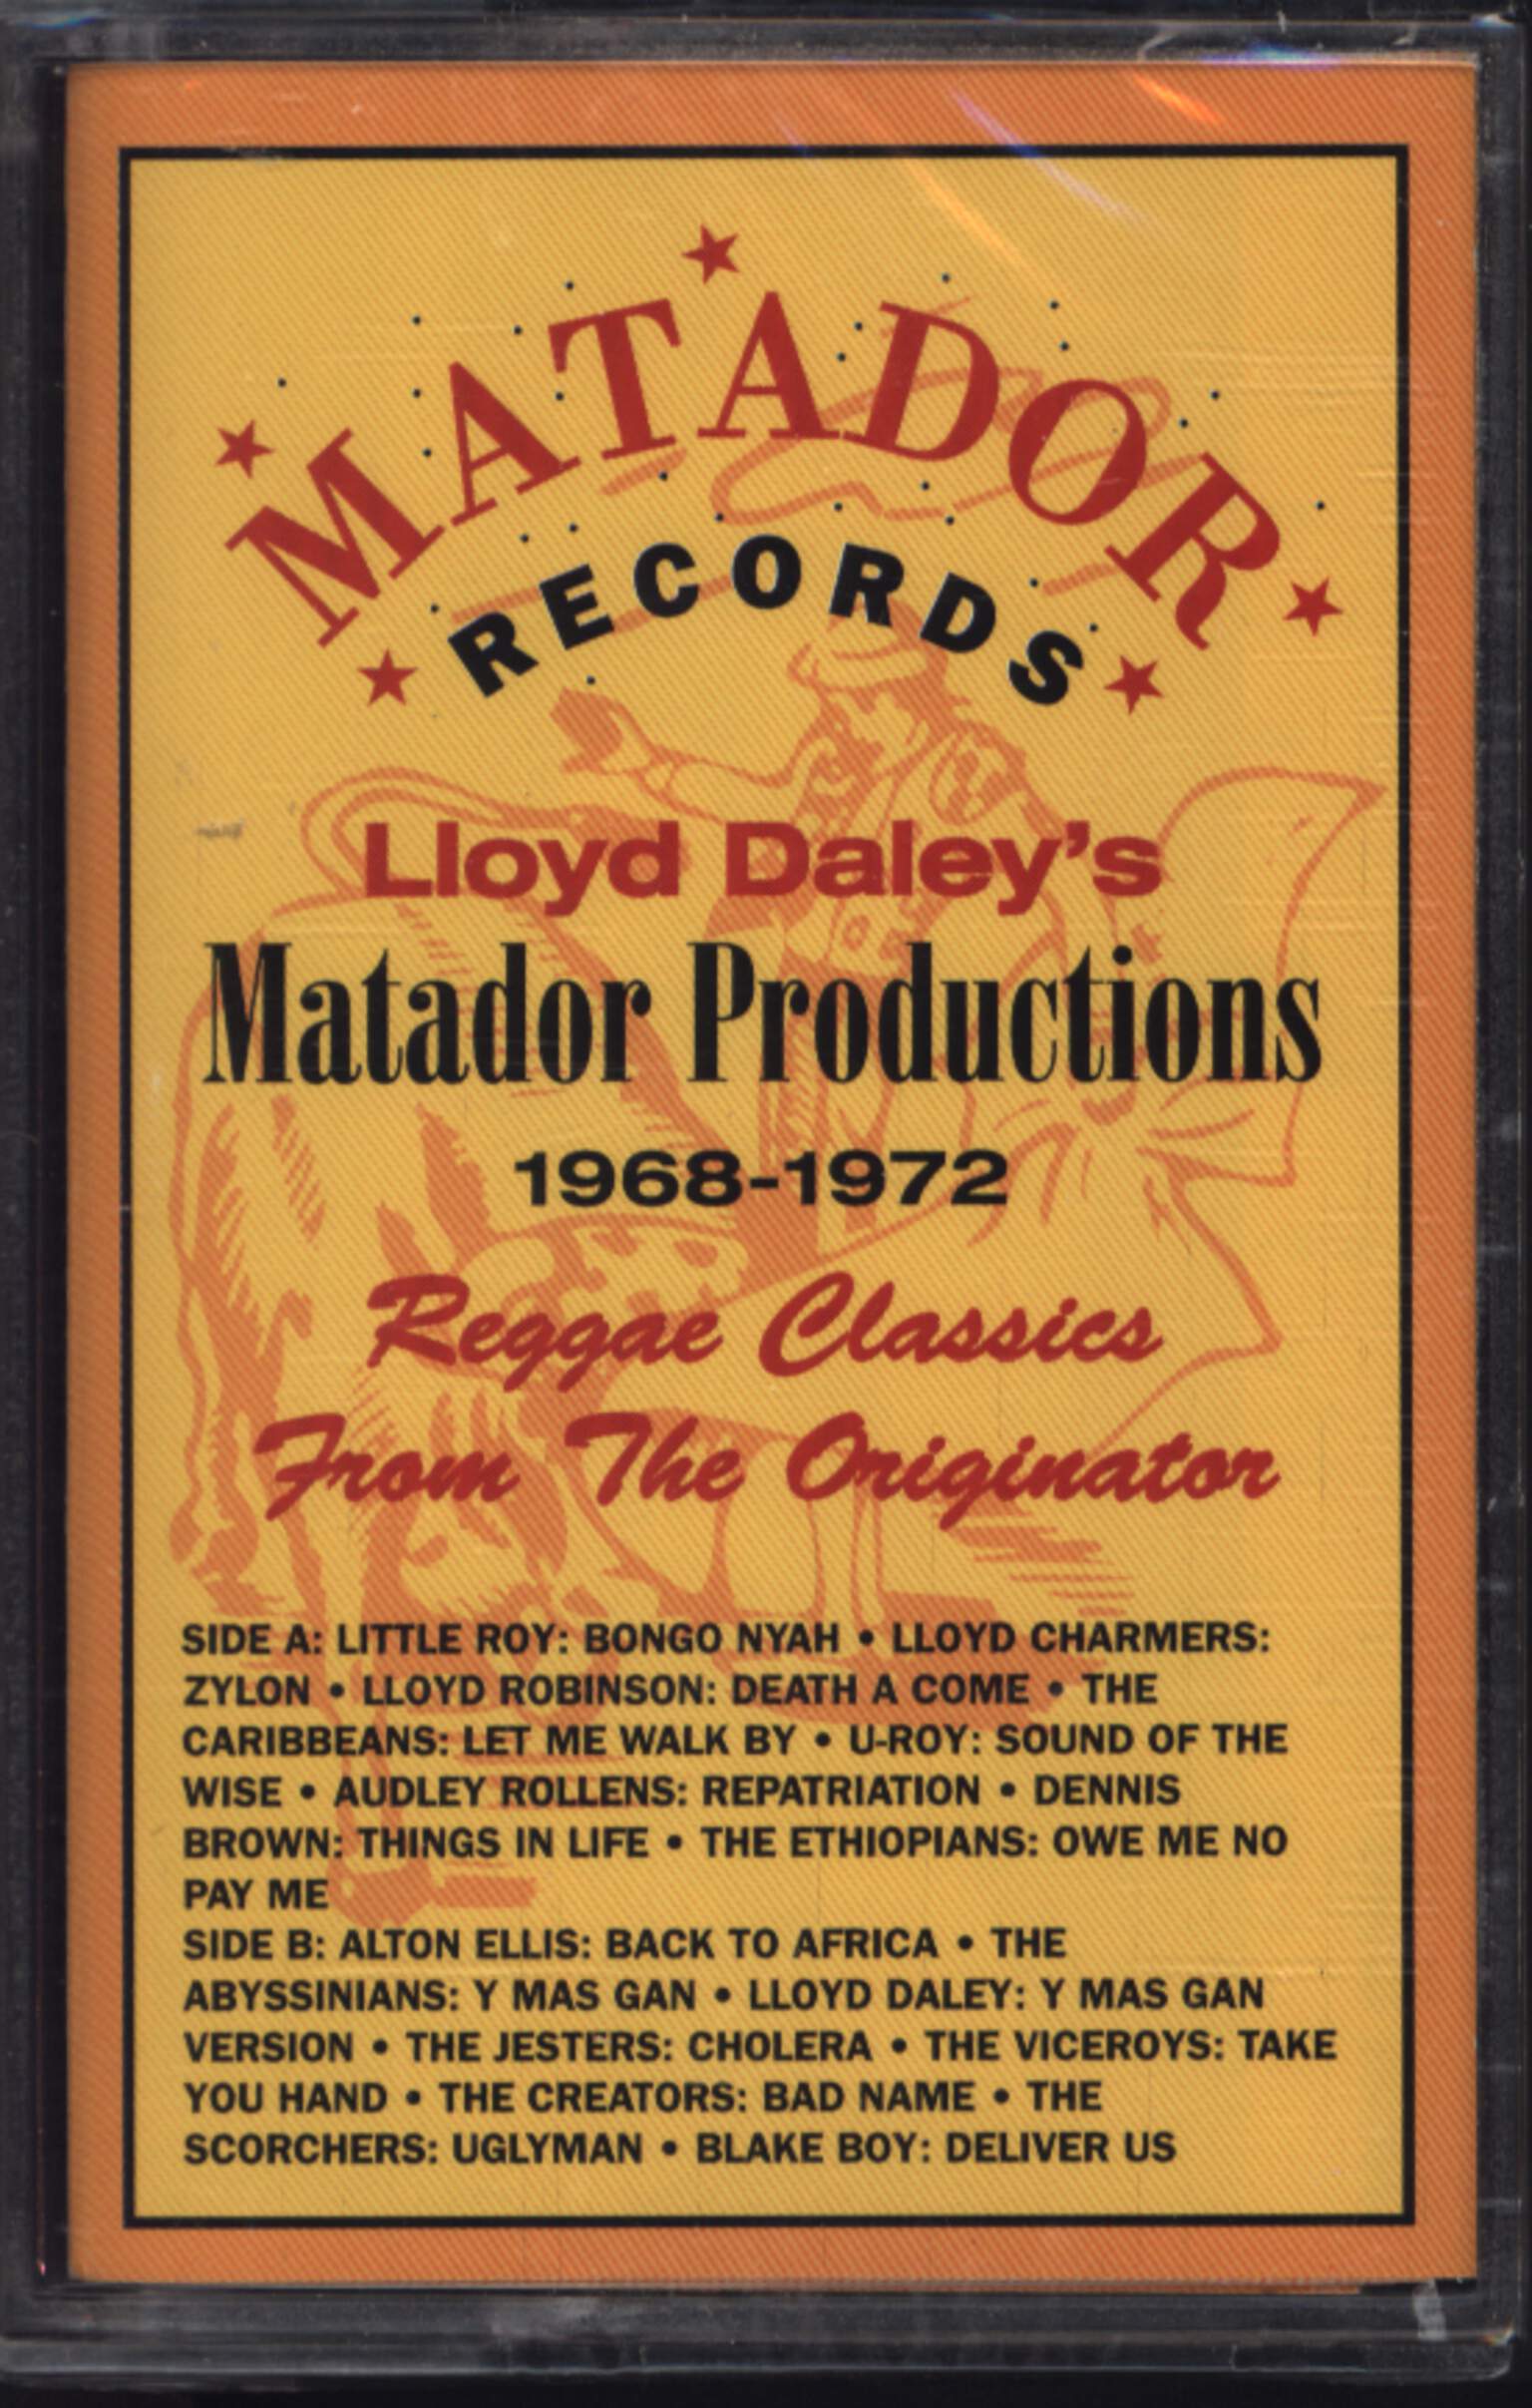 MATADOR
RECORDS
Lloyd Daley's
Matador Productions
1968-1972
Reggae Classics
From The Originator
SIDE A: LITTLE ROY: BONGO NYAH • LLOYD CHARMERS:
ZYLON • LLOYD ROBINSON: DEATH A COME • THE
CARIBBEANS: LET ME WALK BY • U-ROY: SOUND OF THE
WISE • AUDLEY ROLLENS: REPATRIATION • DENNIS
BROWN: THINGS IN LIFE • THE ETHIOPIANS: OWE ME NO
PAY ME
SIDE B: ALTON ELLIS: BACK TO AFRICA • THE
ABYSSINIANS: Y MAS GAN • LLOYD DALEY: Y MAS GAN
VERSION • THE JESTERS: CHOLERA • THE VICEROYS: TAKE
YOU HAND • THE CREATORS: BAD NAME • THE
SCORCHERS: UGLYMAN • BLAKE BOY: DELIVER US